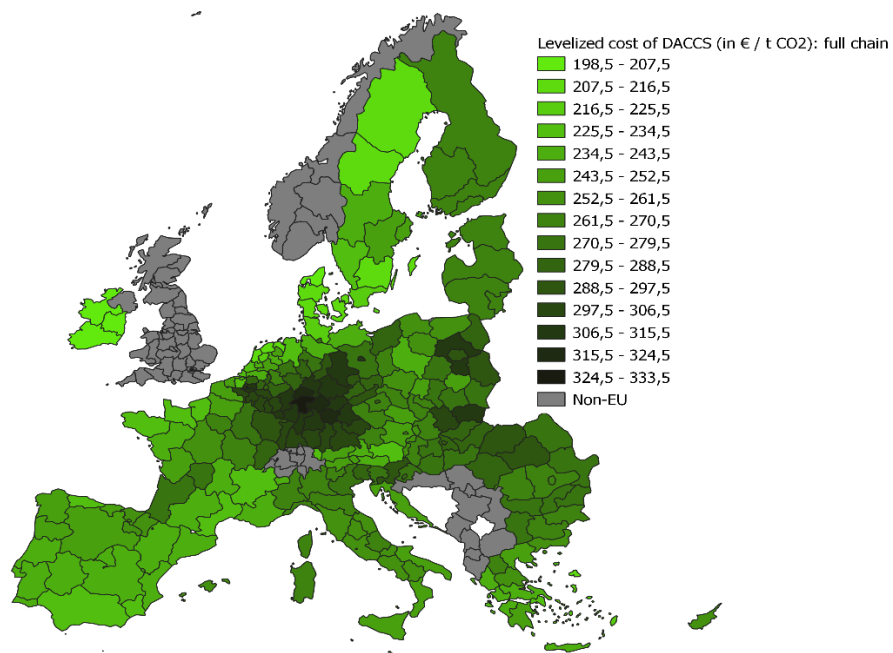 Levelized cost of DACCS (in € / t CO2): full chain
198,5 - 207,5
207,5 - 216,5
216,5 - 225,5
225,5 - 234,5
234,5 - 243,5
243,5 - 252,5
252,5 - 261,5
261,5 - 270,5
270,5 - 279,5
279,5 - 288,5
288,5 - 297,5
297,5 - 306,5
306,5 - 315,5
315,5 - 324,5
324,5 - 333,5
Non-EU